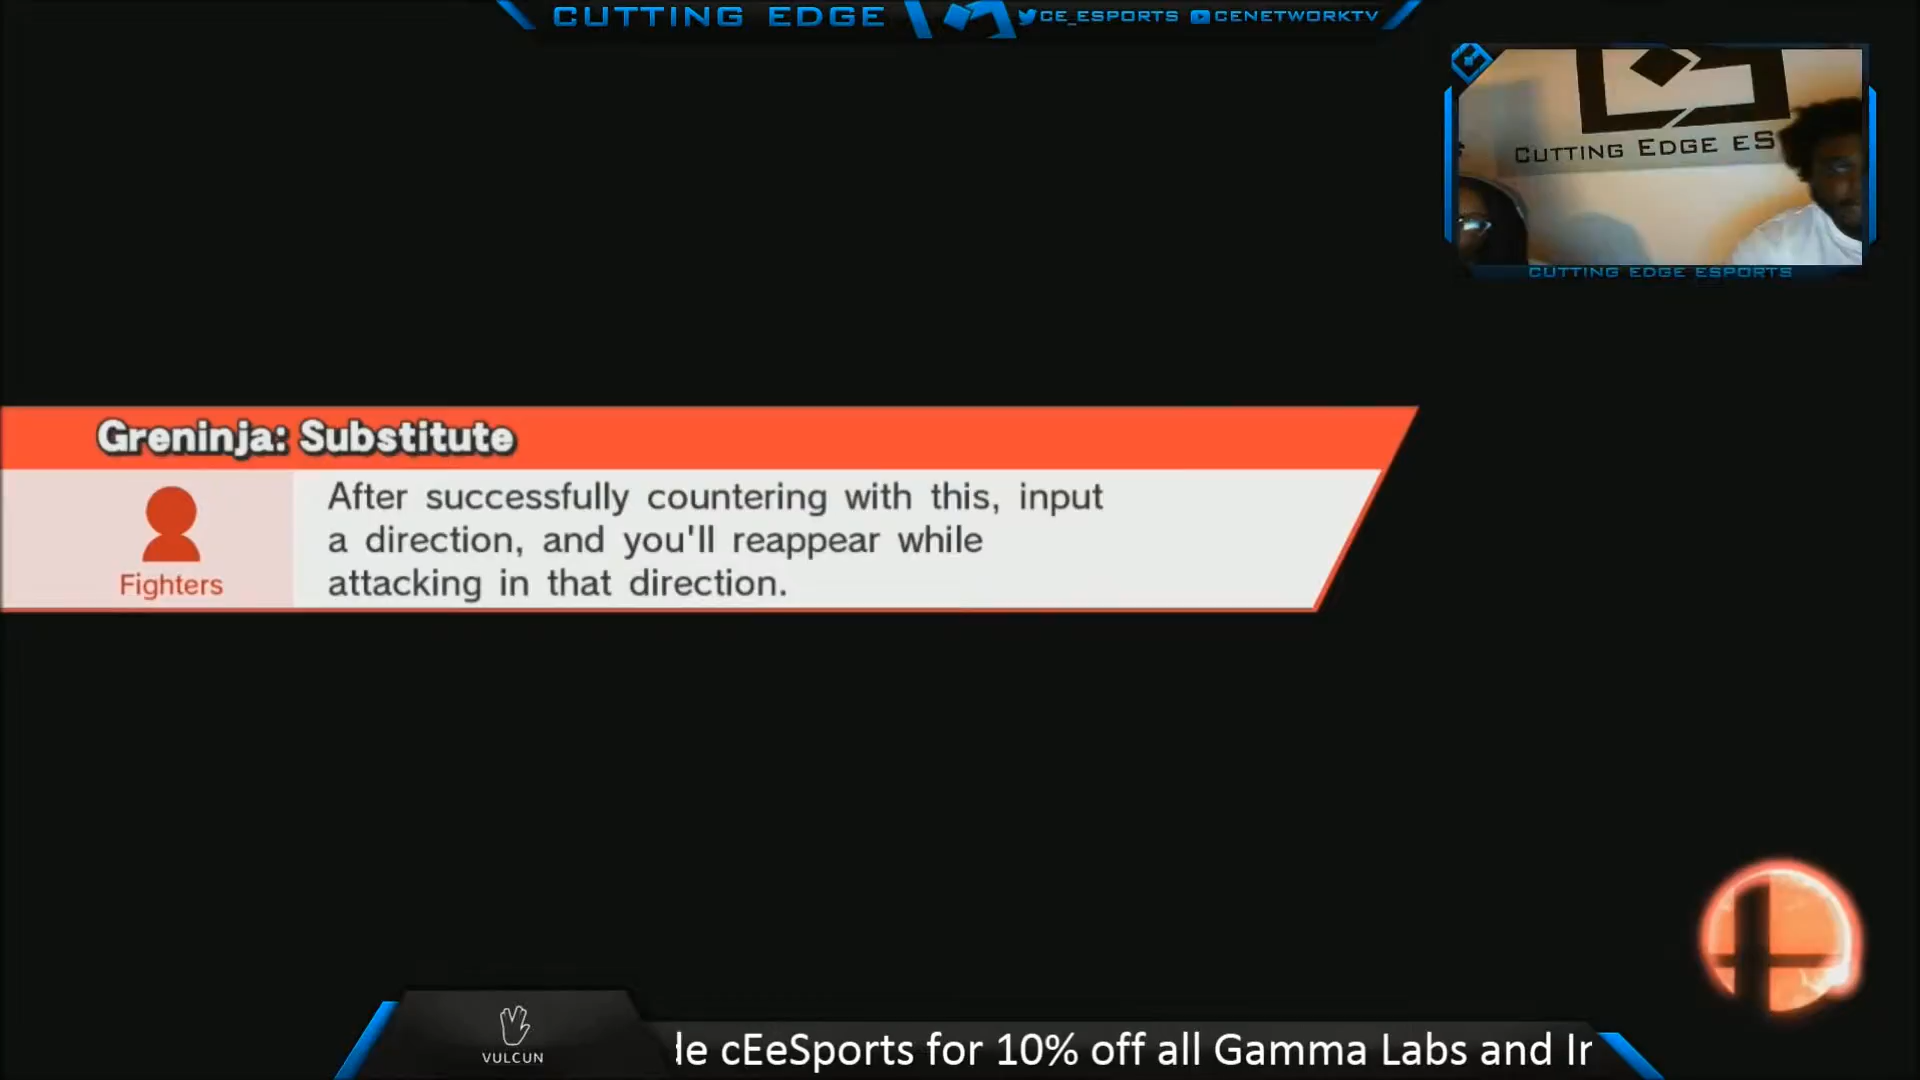 CUTTING EDGE
CE_ESPORTS
CENETWORKTV
CUTTING EDGE eS
CUTTING EDGE ESPORTS
Greninja: Substitute
Fighters
After successfully countering with this, input
a direction, and you'll reappear while
attacking in that direction.
VULCUN
de cEeSports for 10% off all Gamma Labs and Ir